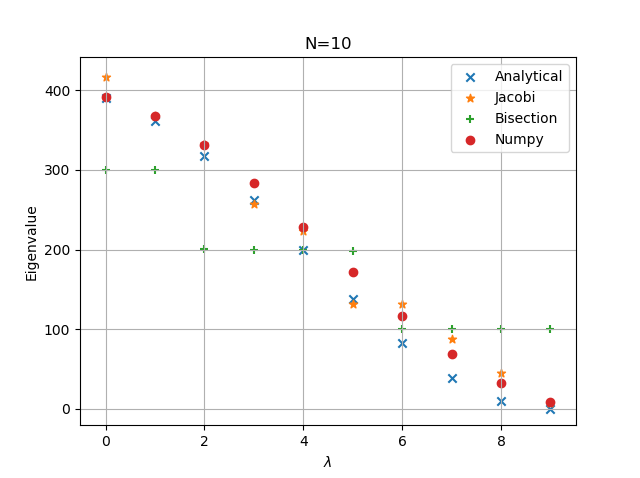 N=10
Eigenvalue
400
300
200
100
0
Analytical
Jacobi
Bisection
Numpy
0 2 4 6 8
λ